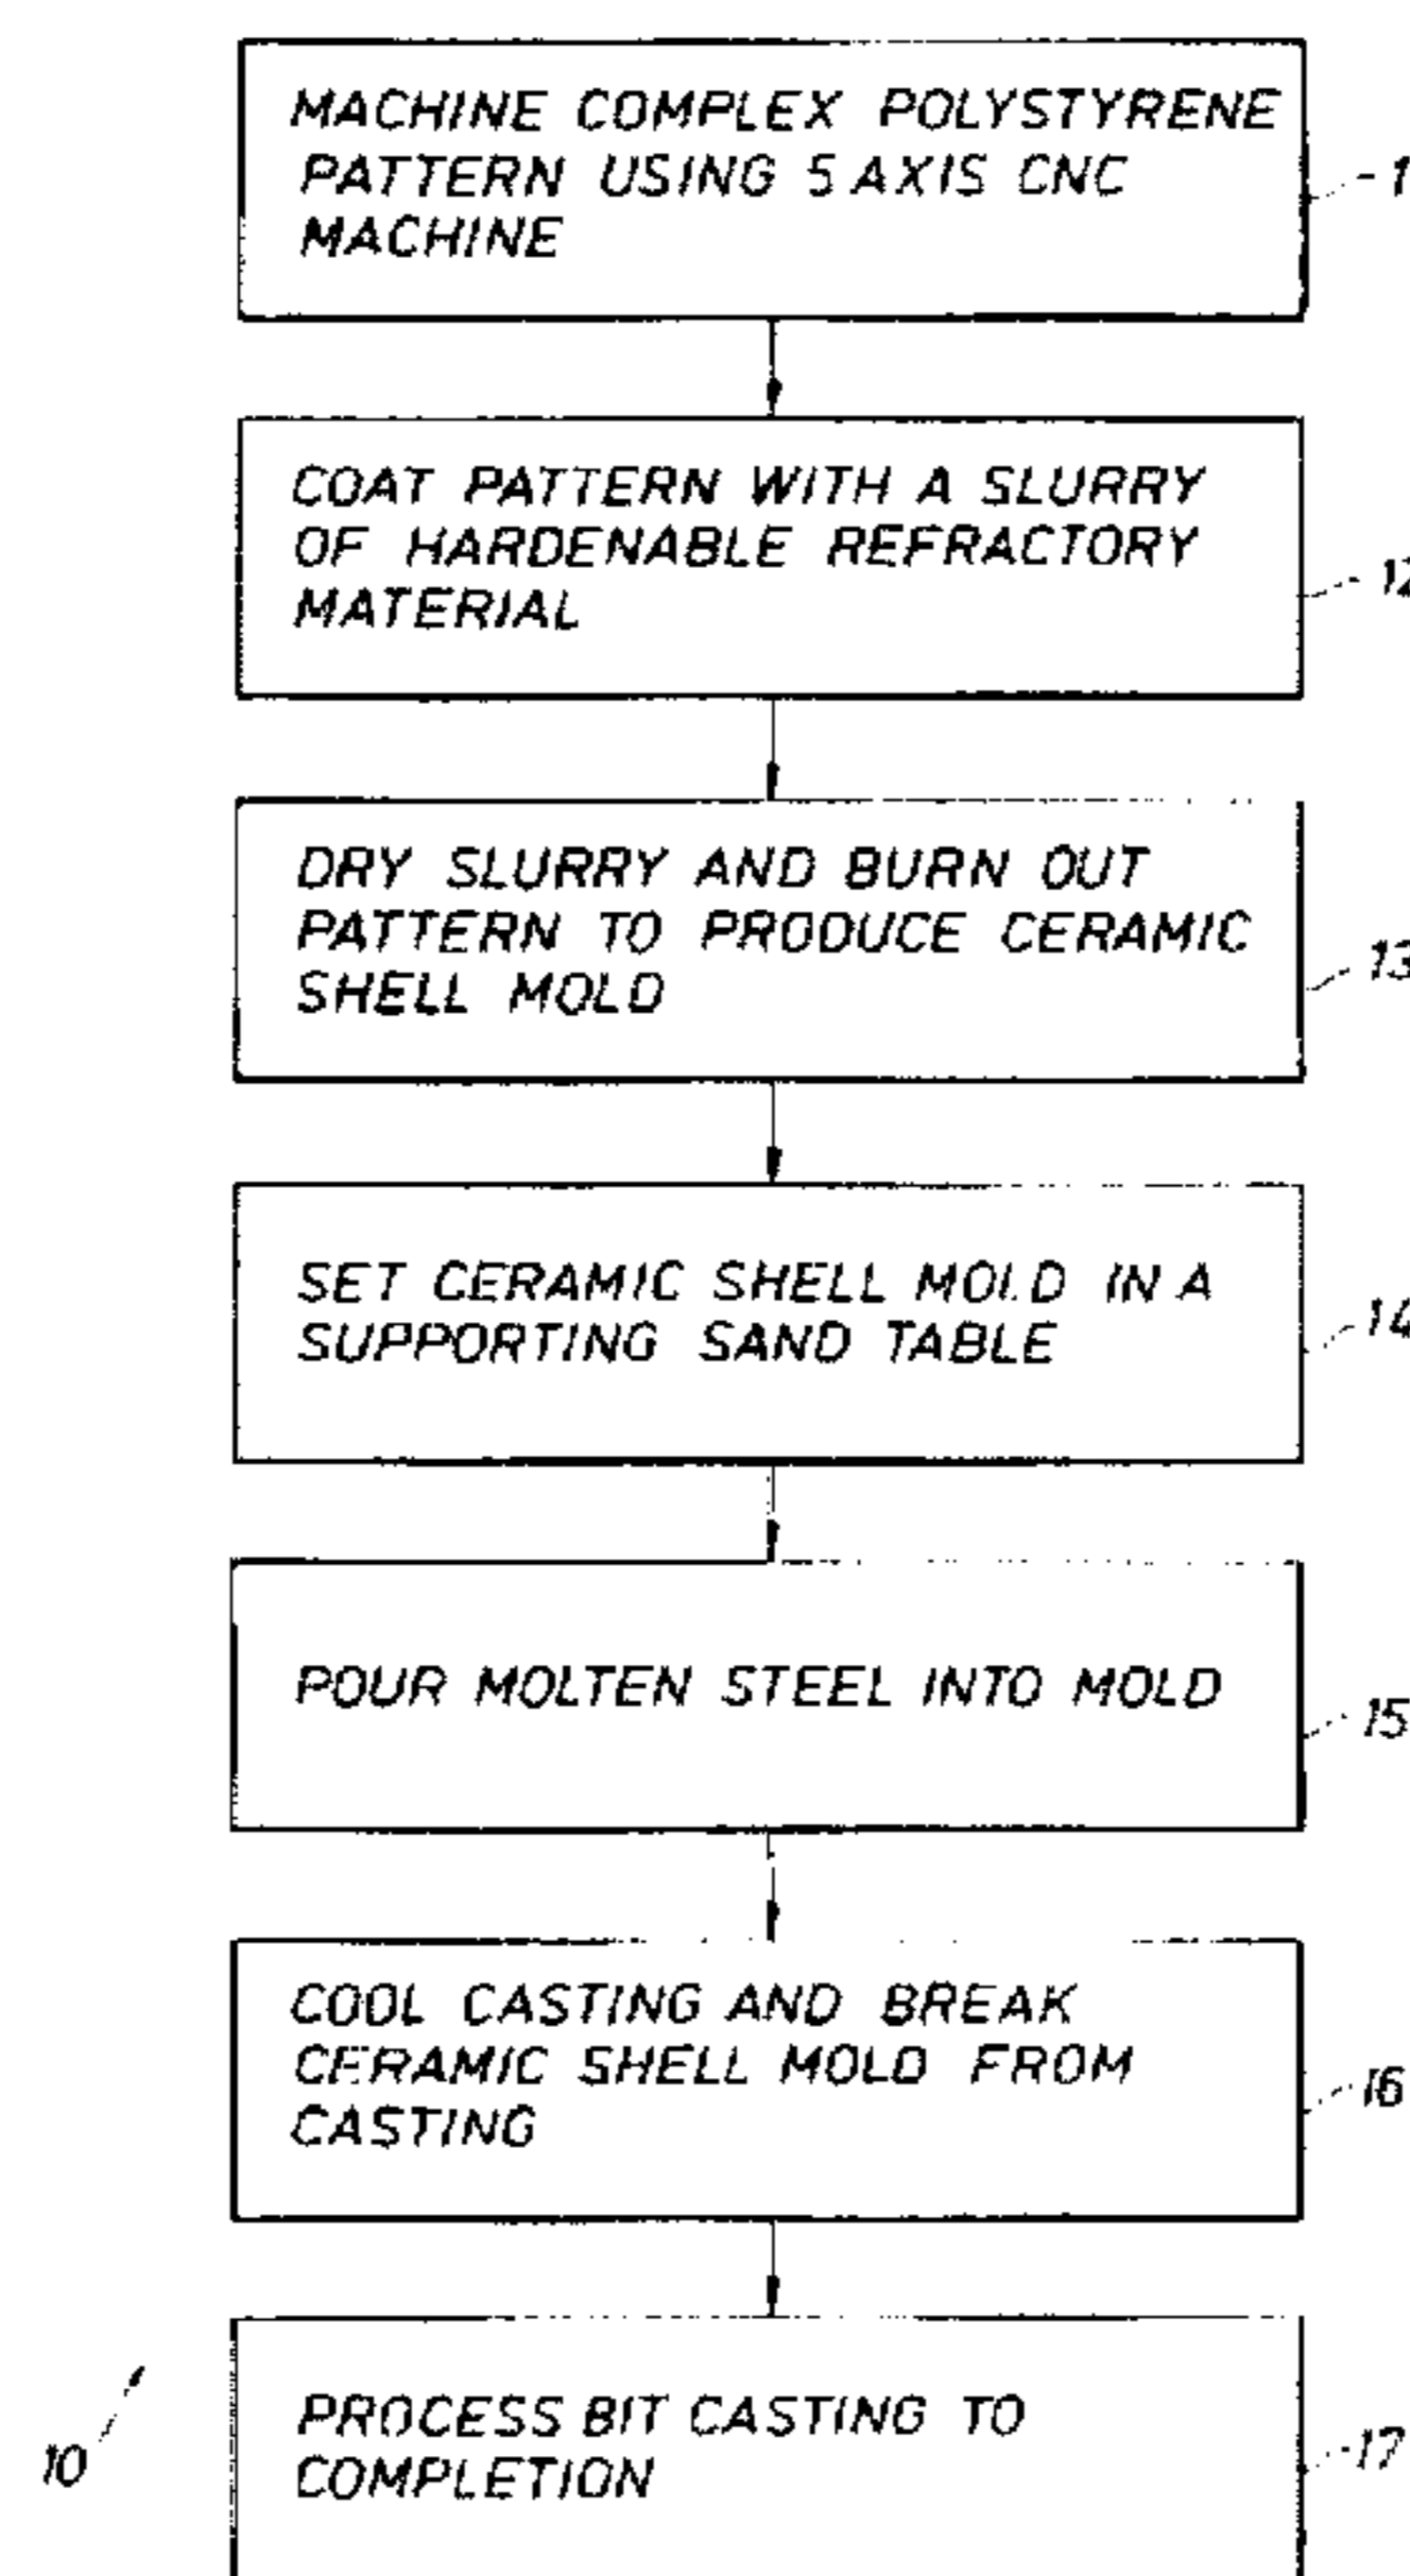 MACHINE COMPLEX POLYSTYRENE
PATTERN USING 5 AXIS CNC
MACHINE
COAT PATTERN WITH A SLURRY
OF HARDENABLE REFRACTORY
MATERIAL
12
DRY SLURRY AND BURN OUT
PATTERN TO PRODUCE CERAMIC
SHELL MOLD
13
SET CERAMIC SHELL MOLD IN A
SUPPORTING SAND TABLE
14
POUR MOLTEN STEEL INTO MOLD
15
COOL CASTING AND BREAK
CERAMIC SHELL MOLD FROM
CASTING
16
PROCESS BIT CASTING TO
COMPLETION
17
10